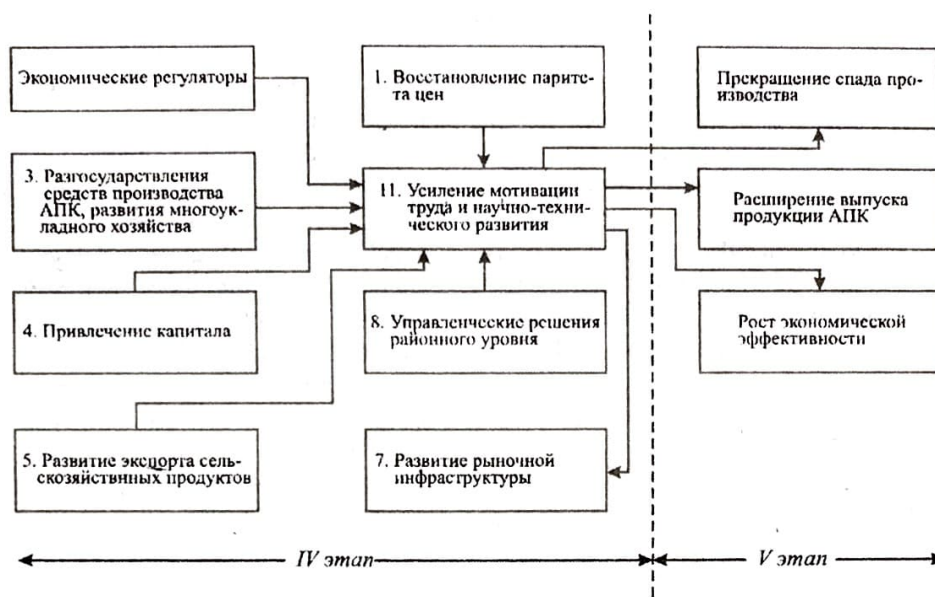 Экономические регуляторы
1. Восстановление парите-
та цен
Прекращение спада про-
изводства
3. Разгосударствления
средств производства
АПК, развития многоук-
кладного хозяйства
11. Усиление мотивации
труда и научно-техни-
ческого развития
Расширение выпуска
продукции АПК
4. Привлечение капитала
8. Управленческие решения
районного уровня
Рост экономической
эффективности
5. Развитие экспорта сель-
скозяйствнных продуктов
7. Развитие рыночной
инфраструктуры
IV этап
V этап